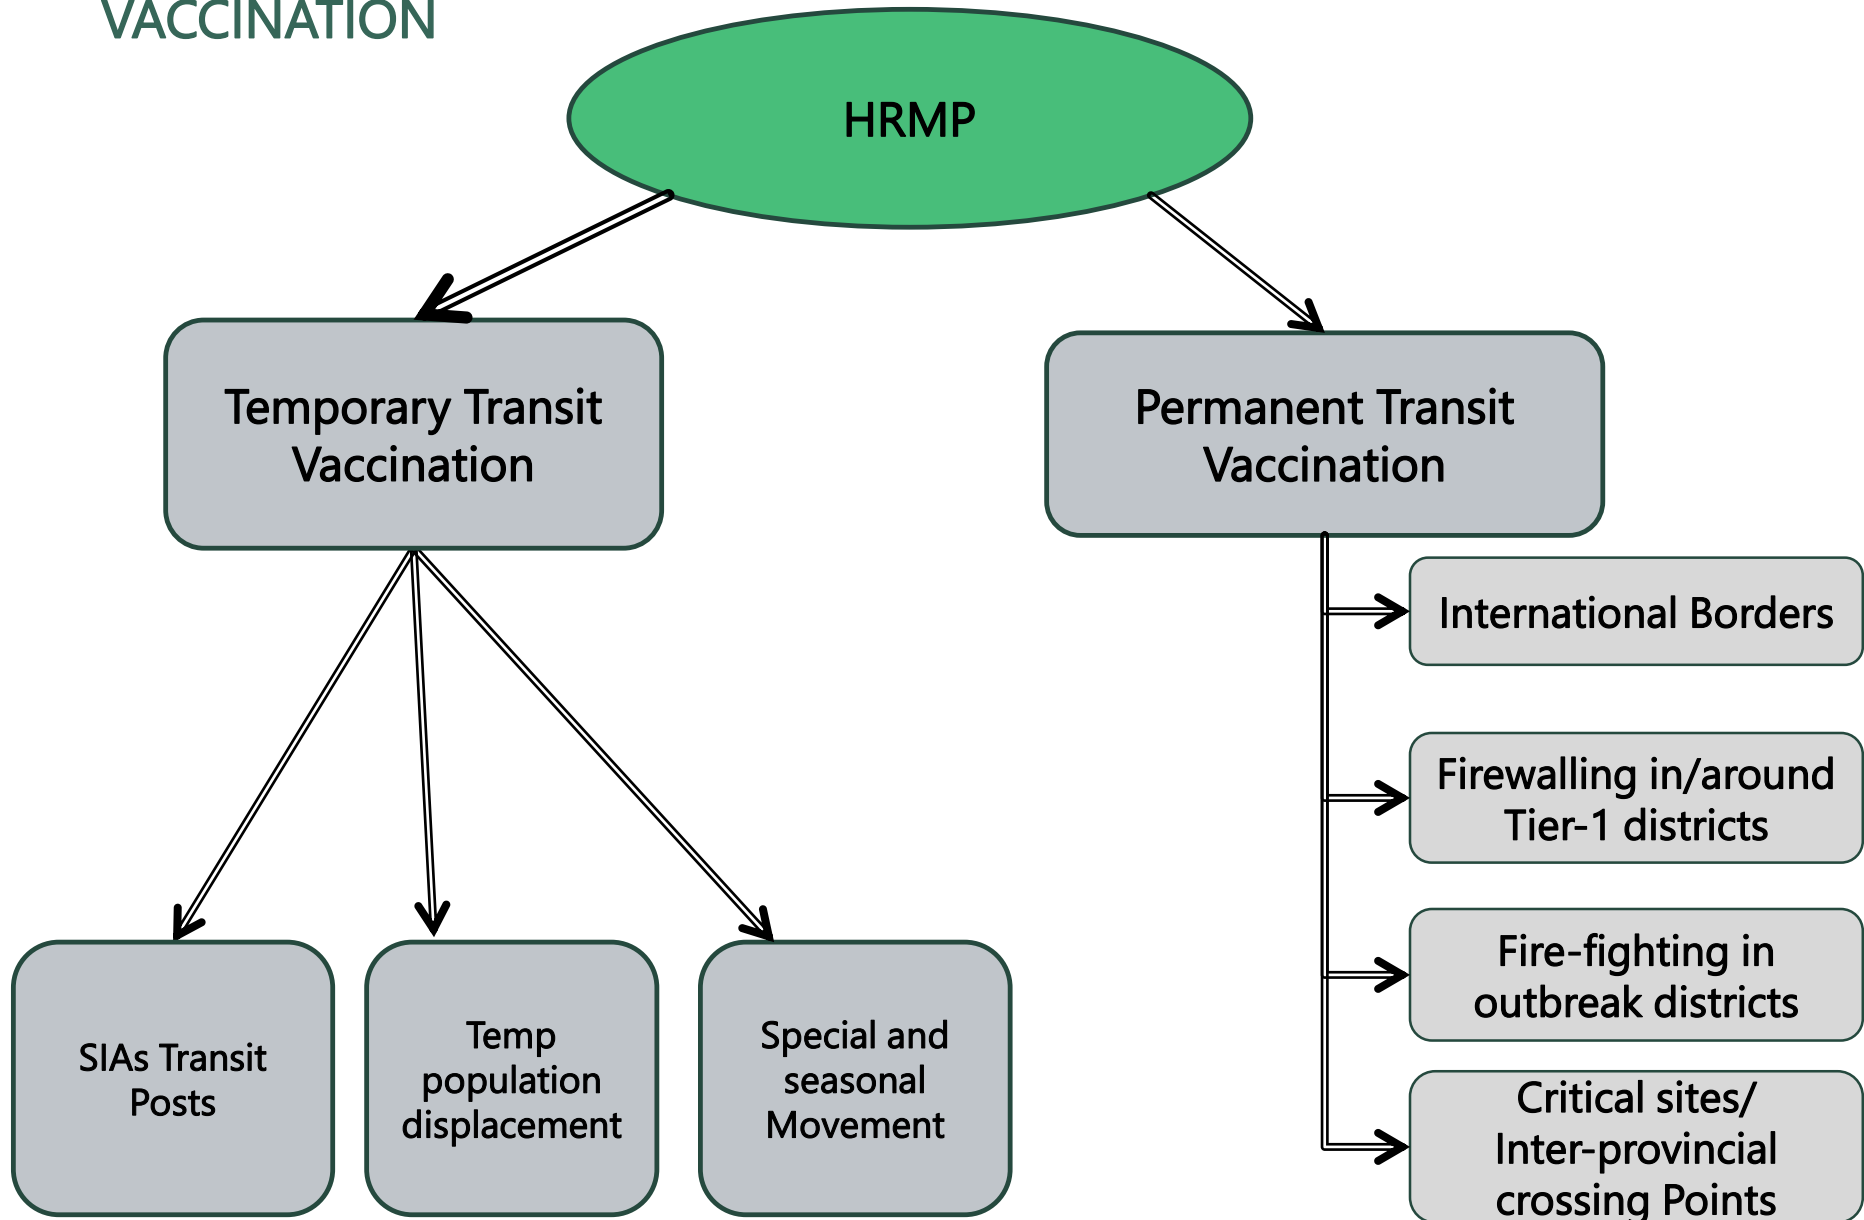 VACCINATION
HRMP
Temporary Transit
Vaccination
Permanent Transit
Vaccination
International Borders
Firewalling in/around
Tier-1 districts
Fire-fighting in
outbreak districts
Critical sites/
Inter-provincial
crossing Points
SIAs Transit
Posts
Temp
population
displacement
Special and
seasonal
Movement